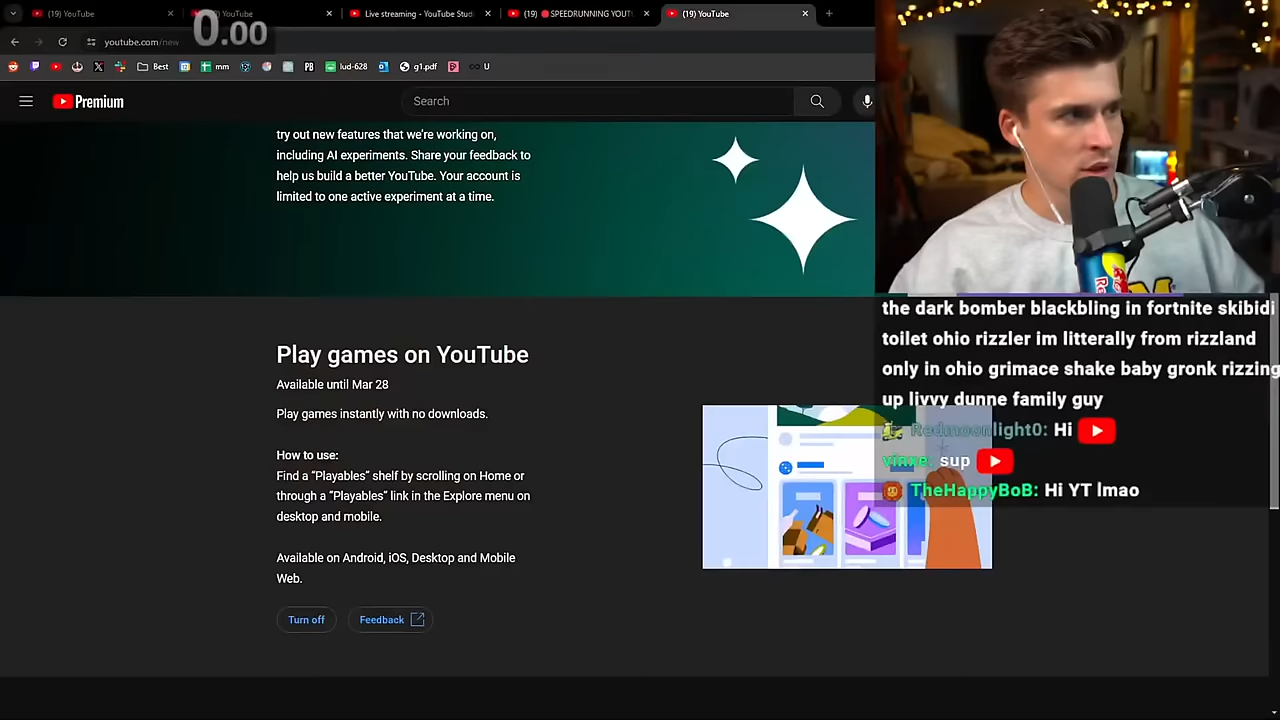 (19) YouTube
YouTube
Live streaming - YouTube Stud
(19) 🔴 SPEEDRUNNING YOUT
(19) YouTube
0.00
youtube.com/new
Best
mm
PB
lud-628
g1.pdf
U
Premium
Search
try out new features that we're working on,
including AI experiments. Share your feedback to
help us build a better YouTube. Your account is
limited to one active experiment at a time.
Play games on YouTube
Available until Mar 28
Play games instantly with no downloads.
How to use:
Find a “Playables” shelf by scrolling on Home or
through a “Playables” link in the Explore menu on
desktop and mobile.
Available on Android, iOS, Desktop and Mobile
Web.
Turn off
Feedback
the dark bomber blackbling in fortnite skibidi
toilet ohio rizzler im litterally from rizzland
only in ohio grimace shake baby gronk rizzing
up livvy dunne family guy
Redmoonlight0: Hi
vinxe: sup
TheHappyBoB: Hi YT lmao